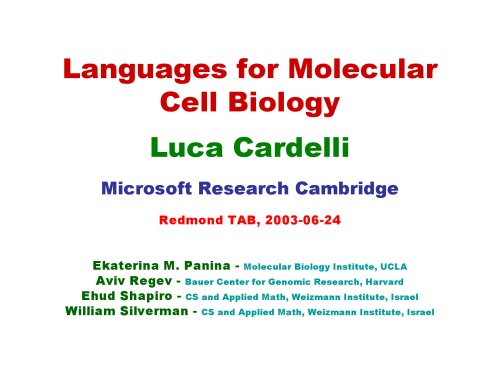 Languages for Molecular
Cell Biology
Luca Cardelli
Microsoft Research Cambridge
Redmond TAB, 2003-06-24
Ekaterina M. Panina - Molecular Biology Institute, UCLA
Aviv Regev - Bauer Center for Genomic Research, Harvard
Ehud Shapiro - CS and Applied Math, Weizmann Institute, Israel
William Silverman - CS and Applied Math, Weizmann Institute, Israel